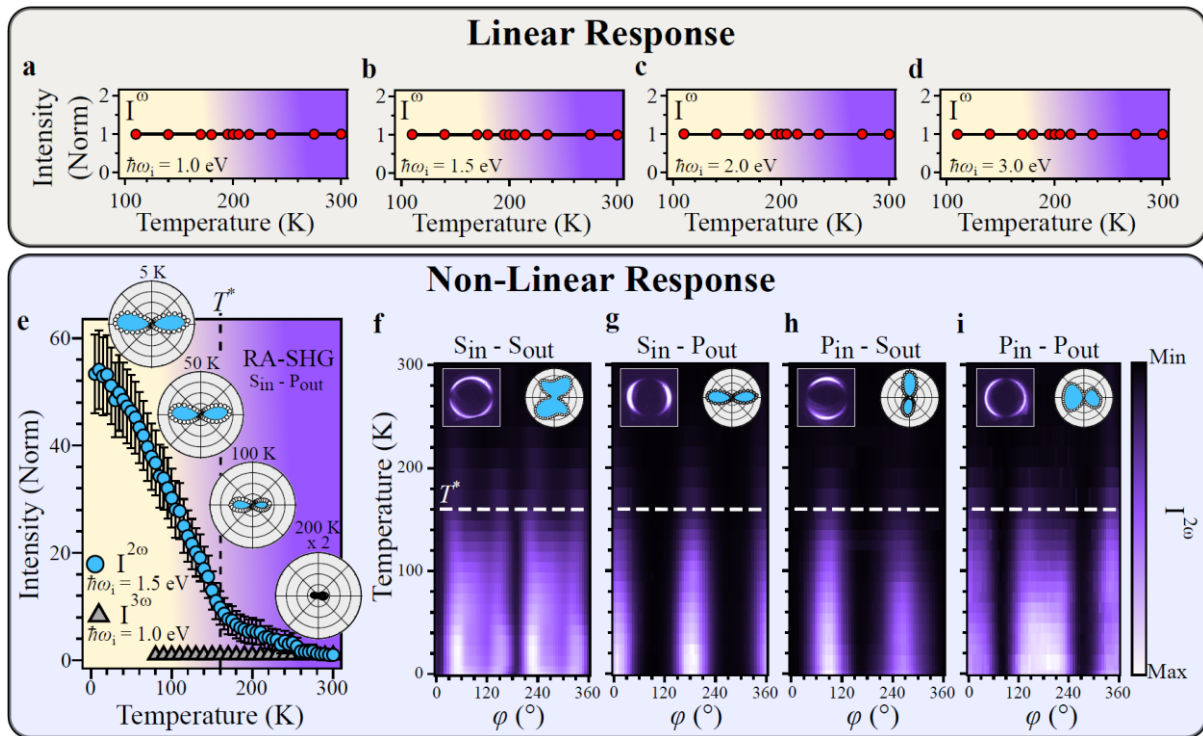 Linear Response
a
b
c
d
Intensity
(Norm)
2
1
0
I^ω
ħω_i = 1.0 eV
100
200
300
Temperature (K)
2
1
0
I^ω
ħω_i = 1.5 eV
100
200
300
Temperature (K)
2
1
0
I^ω
ħω_i = 2.0 eV
100
200
300
Temperature (K)
2
1
0
I^ω
ħω_i = 3.0 eV
100
200
300
Temperature (K)
Non-Linear Response
e
5 K
T*
50 K
RA-SHG
S_in - P_out
100 K
200 K
x 2
I^2ω
ħω_i = 1.5 eV
I^3ω
ħω_i = 1.0 eV
Intensity (Norm)
60
40
20
0
0
100
200
300
Temperature (K)
f
S_in - S_out
g
S_in - P_out
h
P_in - S_out
i
P_in - P_out
Temperature (K)
300
200
100
0
T*
0
120
240
360
φ (°)
0
120
240
360
φ (°)
0
120
240
360
φ (°)
0
120
240
360
φ (°)
Min
I^2ω
Max